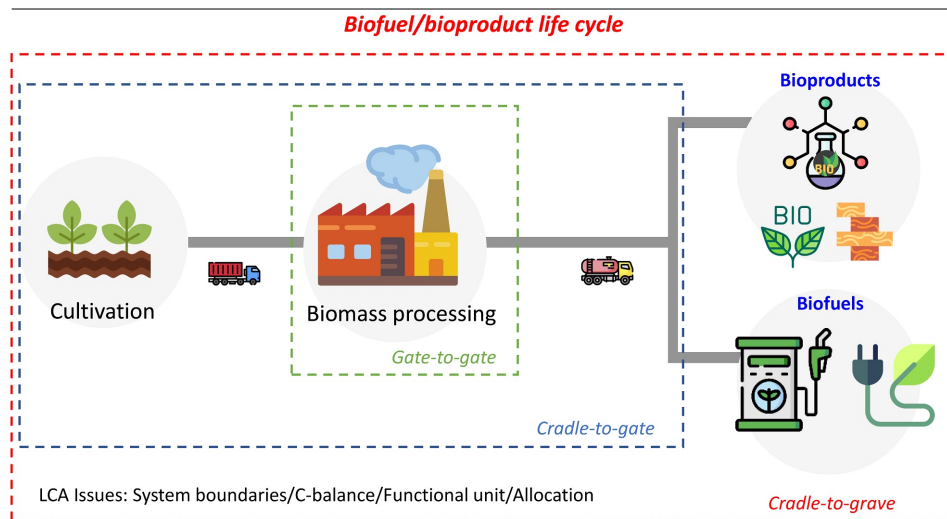 Biofuel/bioproduct life cycle
Bioproducts
BIO
BIO
Cultivation
Biomass processing
Biofuels
Gate-to-gate
Cradle-to-gate
LCA Issues: System boundaries/C-balance/Functional unit/Allocation
Cradle-to-grave